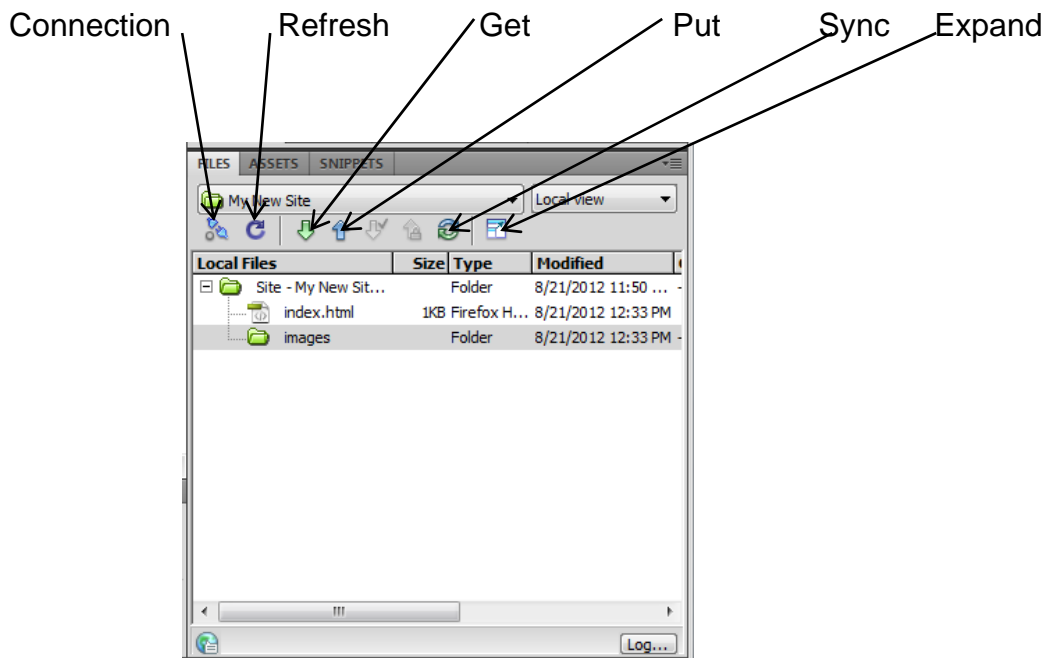 Connection Refresh Get Put Sync Expand
FILES ASSETS SNIPPETS
My New Site Local view
Local Files Size Type Modified
Site - My New Sit... Folder 8/21/2012 11:50 ... -
index.html 1KB Firefox H... 8/21/2012 12:33 PM
images Folder 8/21/2012 12:33 PM -
Log...